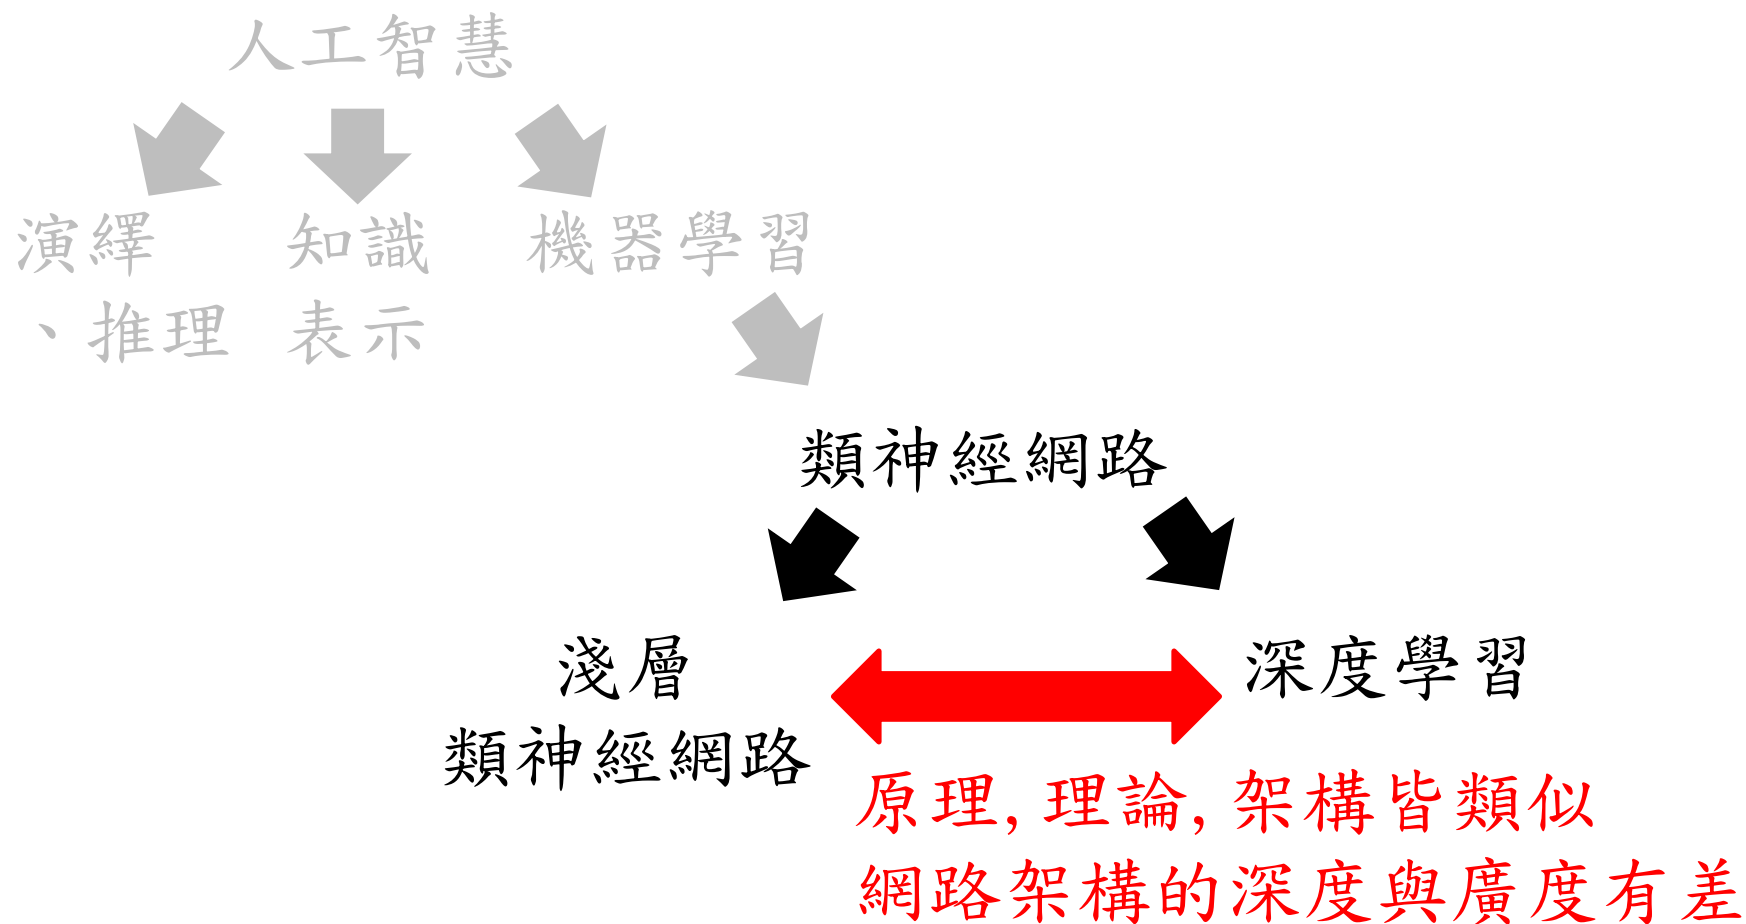 人工智慧
演繹
、推理
知識
表示
機器學習
類神經網路
淺層
類神經網路
深度學習
原理,理論,架構皆類似
網路架構的深度與廣度有差